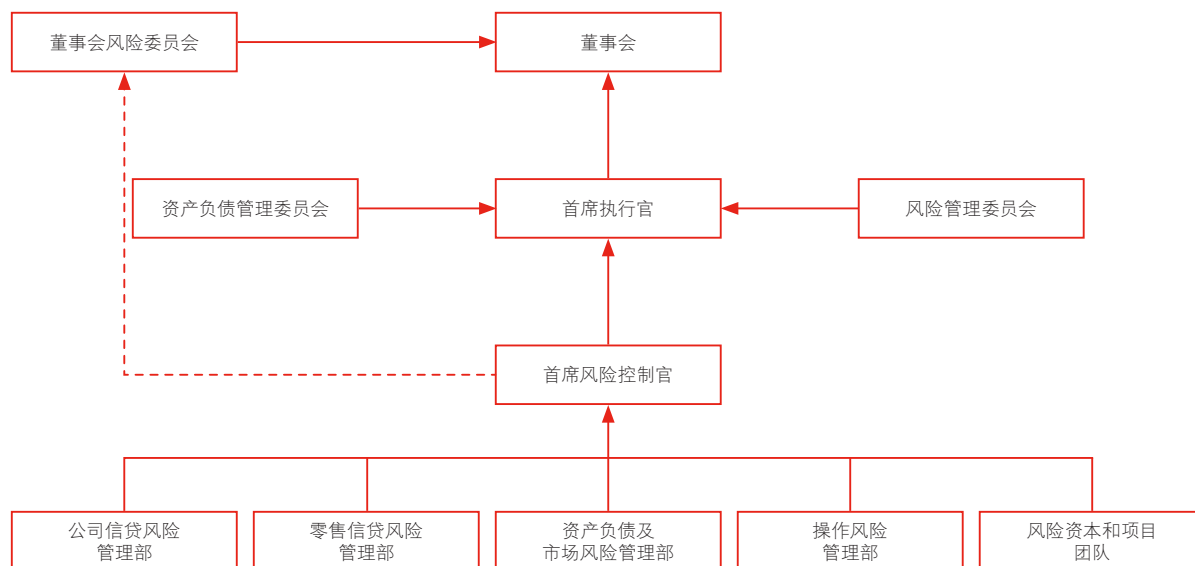 董事会风险委员会
董事会
资产负债管理委员会
首席执行官
风险管理委员会
首席风险控制官
公司信贷风险
管理部
零售信贷风险
管理部
资产负债及
市场风险管理部
操作风险
管理部
风险资本和项目
团队